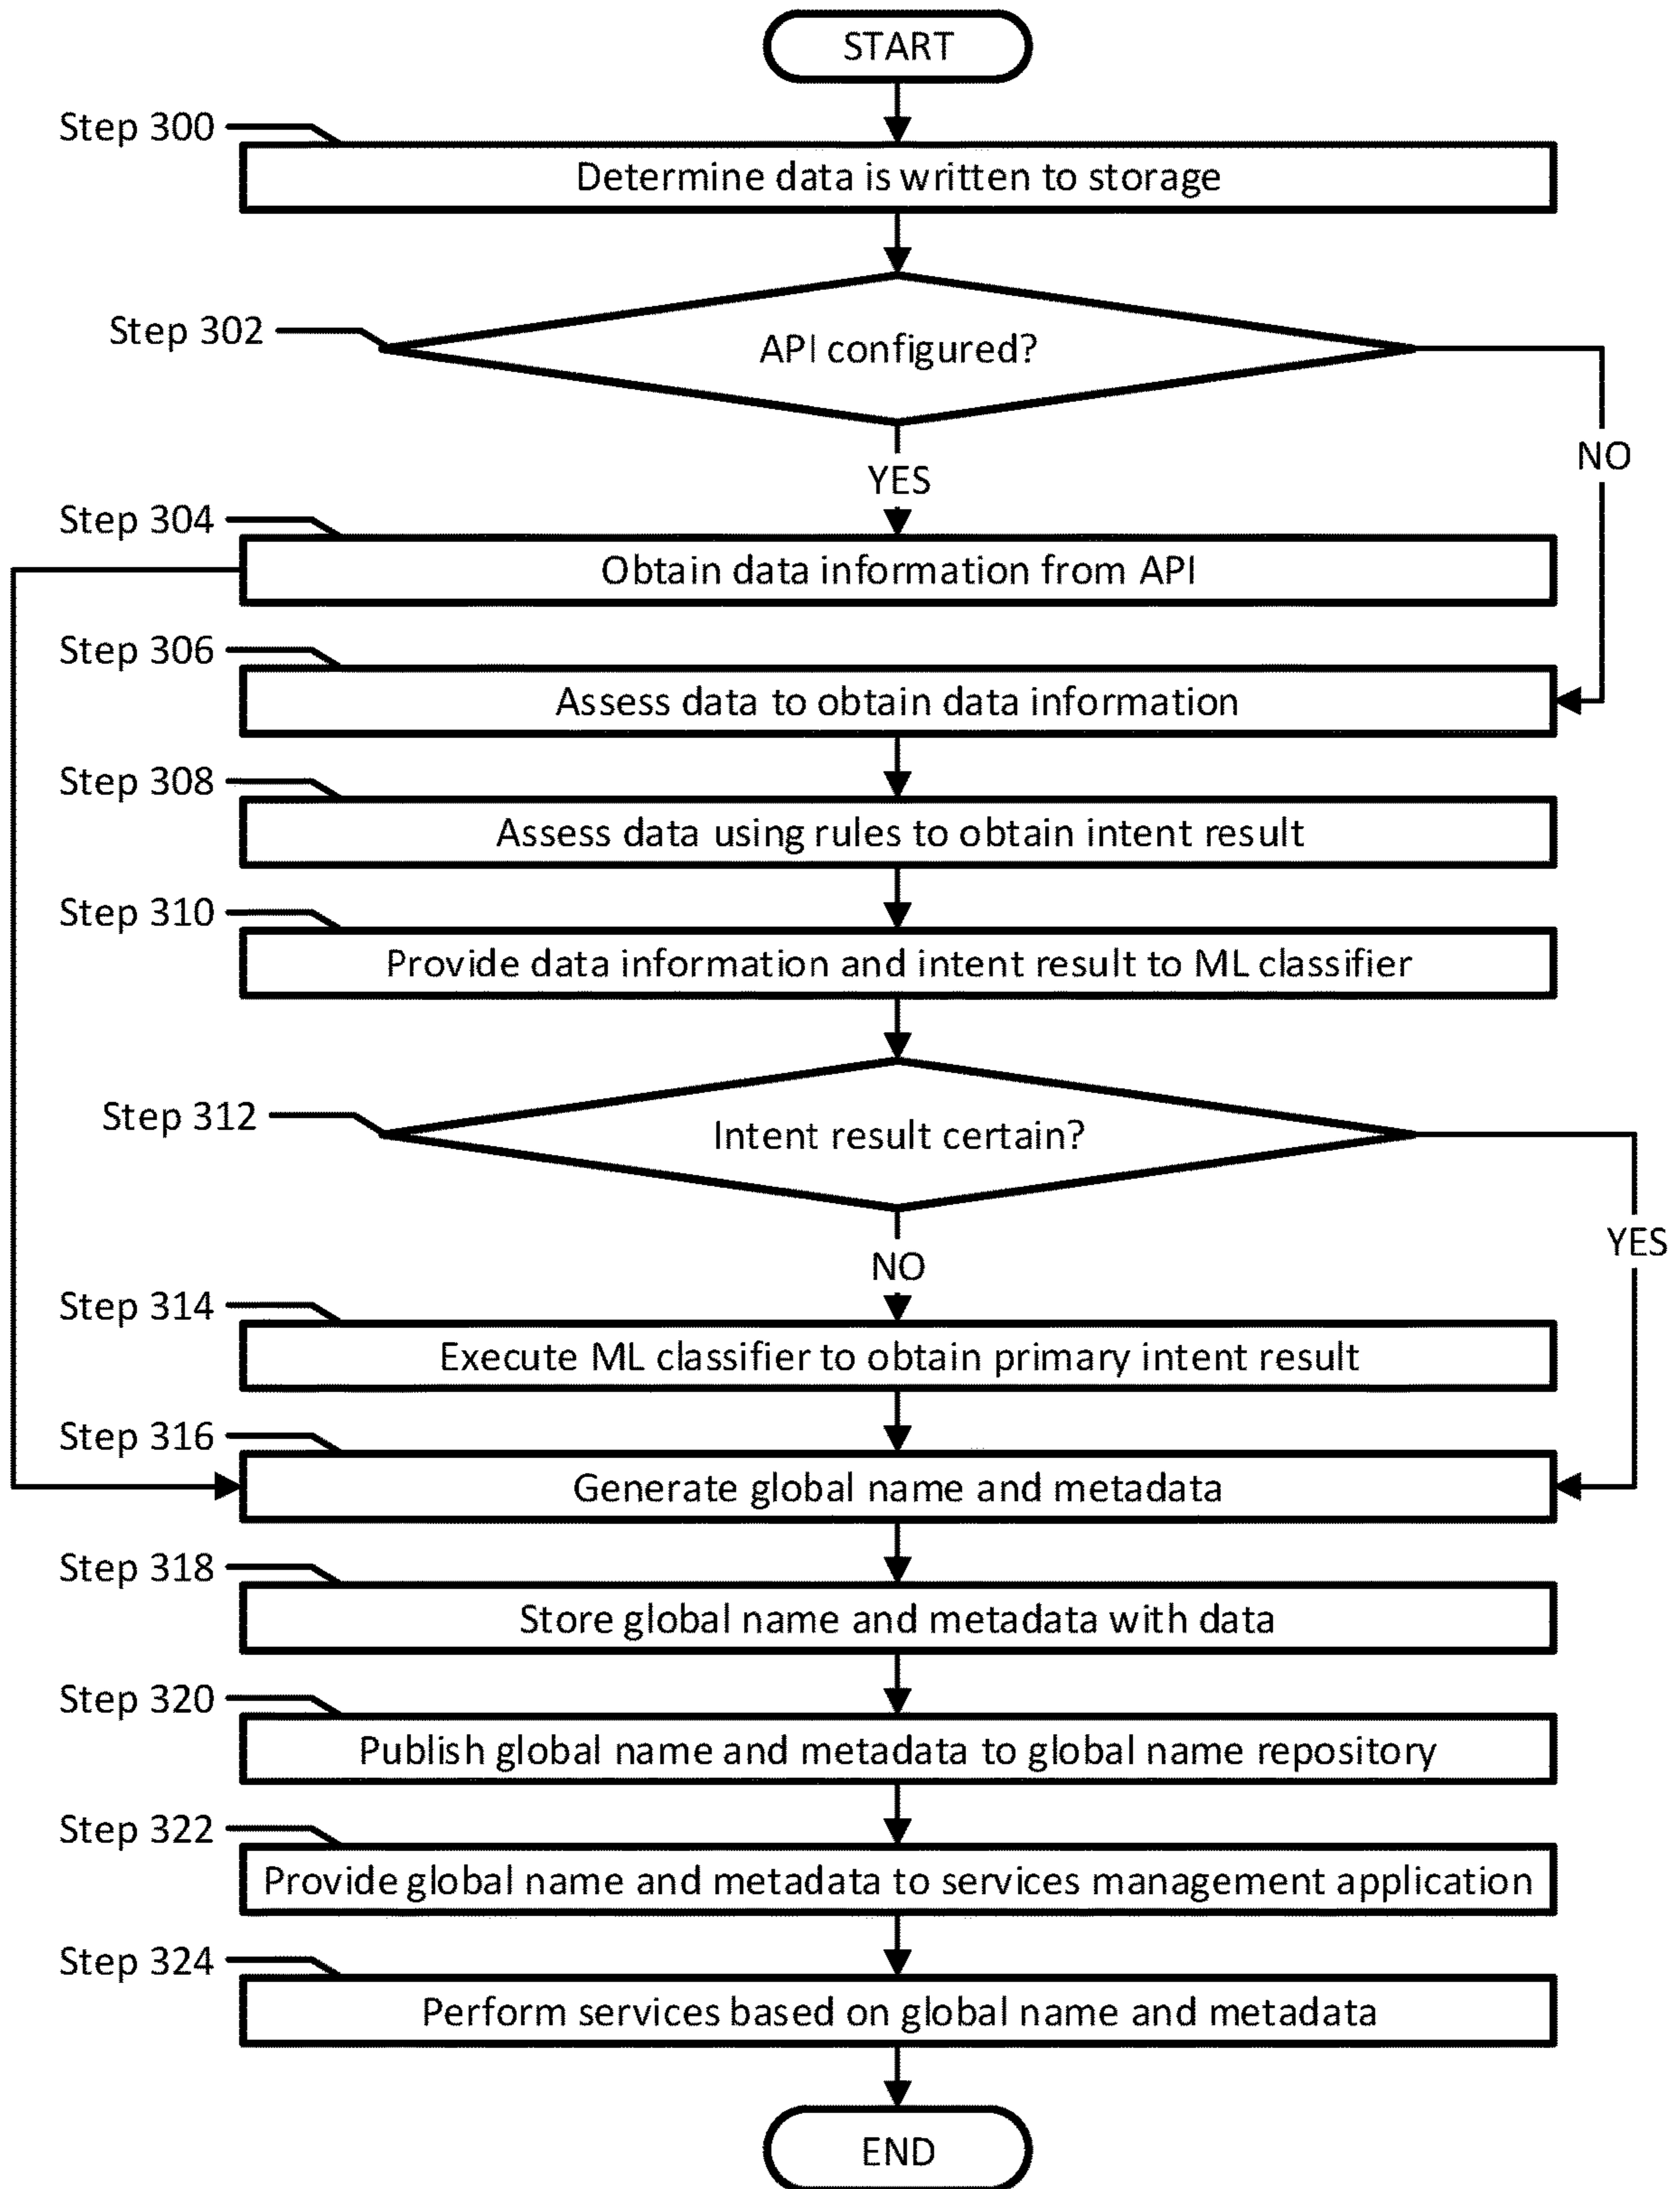 START
Step 300
Determine data is written to storage
Step 302
API configured?
NO
YES
Step 304
Obtain data information from API
Step 306
Assess data to obtain data information
Step 308
Assess data using rules to obtain intent result
Step 310
Provide data information and intent result to ML classifier
Step 312
Intent result certain?
YES
NO
Step 314
Execute ML classifier to obtain primary intent result
Step 316
Generate global name and metadata
Step 318
Store global name and metadata with data
Step 320
Publish global name and metadata to global name repository
Step 322
Provide global name and metadata to services management application
Step 324
Perform services based on global name and metadata
END